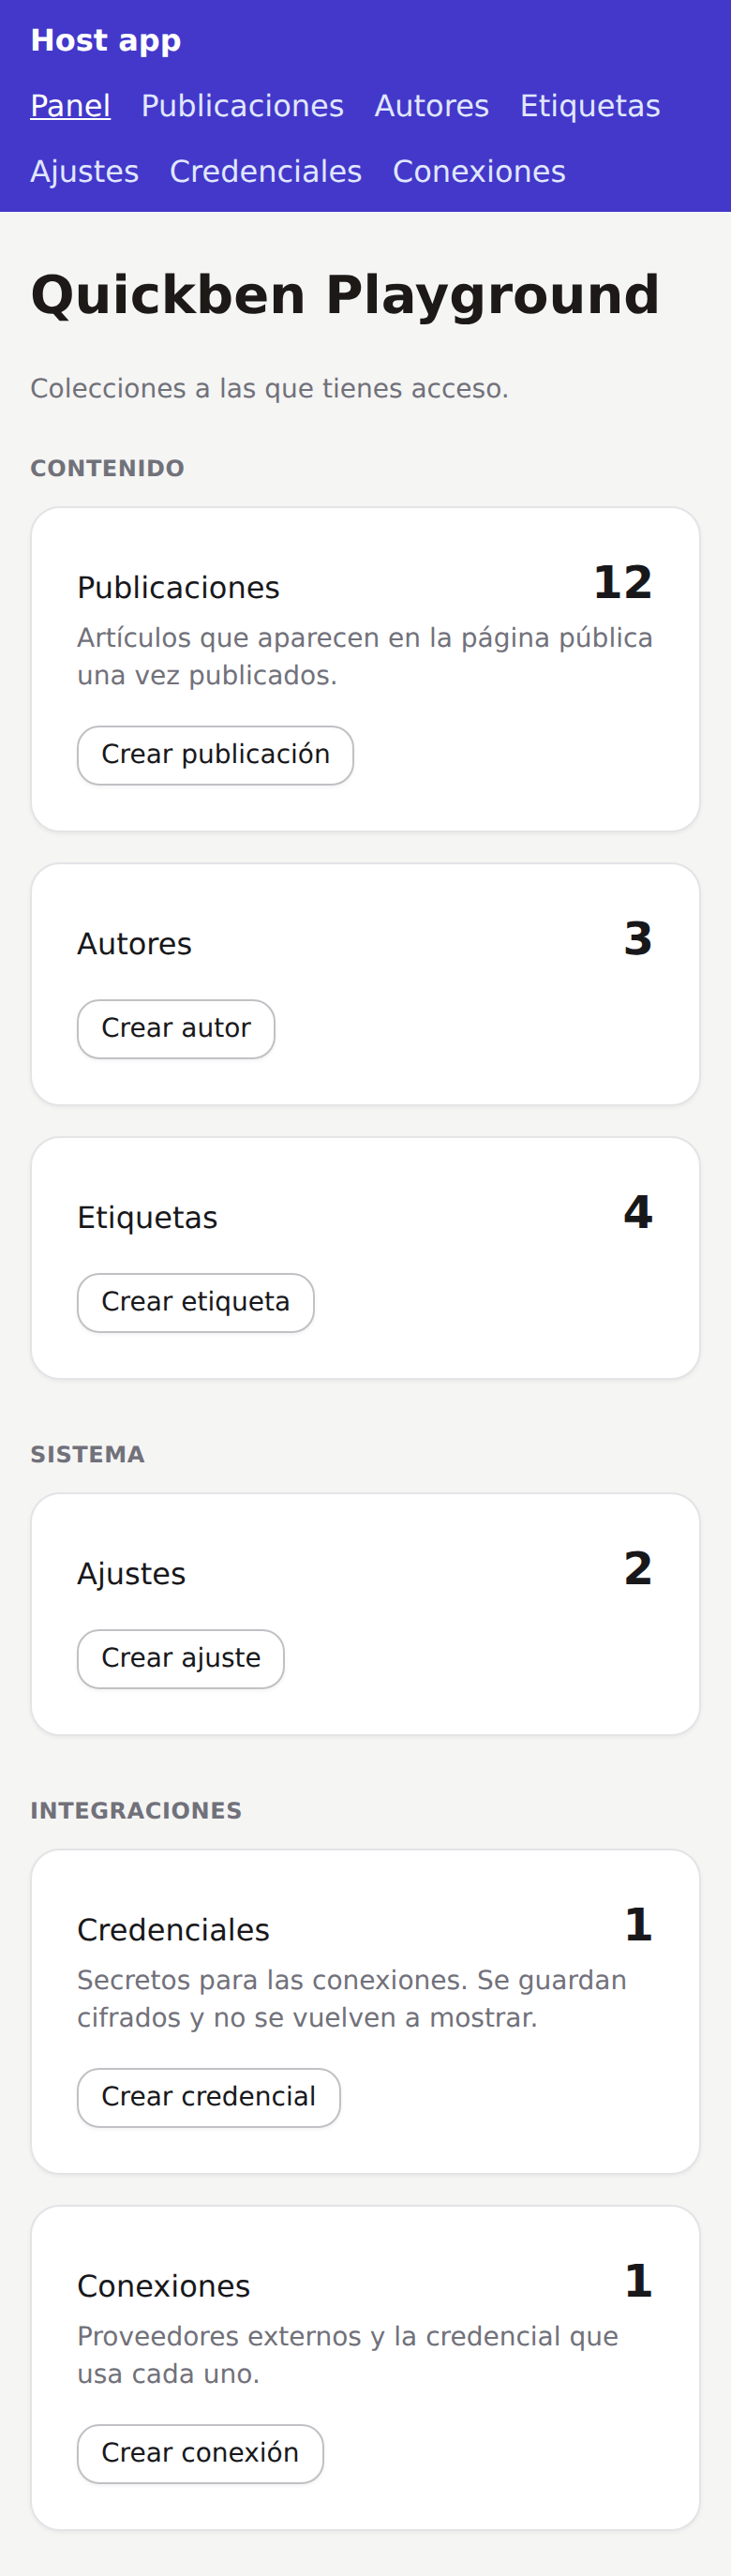 Host app
Panel Publicaciones Autores Etiquetas
Ajustes Credenciales Conexiones
Quickben Playground
Colecciones a las que tienes acceso.
CONTENIDO
Publicaciones 12
Artículos que aparecen en la página pública
una vez publicados.
Crear publicación
Autores 3
Crear autor
Etiquetas 4
Crear etiqueta
SISTEMA
Ajustes 2
Crear ajuste
INTEGRACIONES
Credenciales 1
Secretos para las conexiones. Se guardan
cifrados y no se vuelven a mostrar.
Crear credencial
Conexiones 1
Proveedores externos y la credencial que
usa cada uno.
Crear conexión